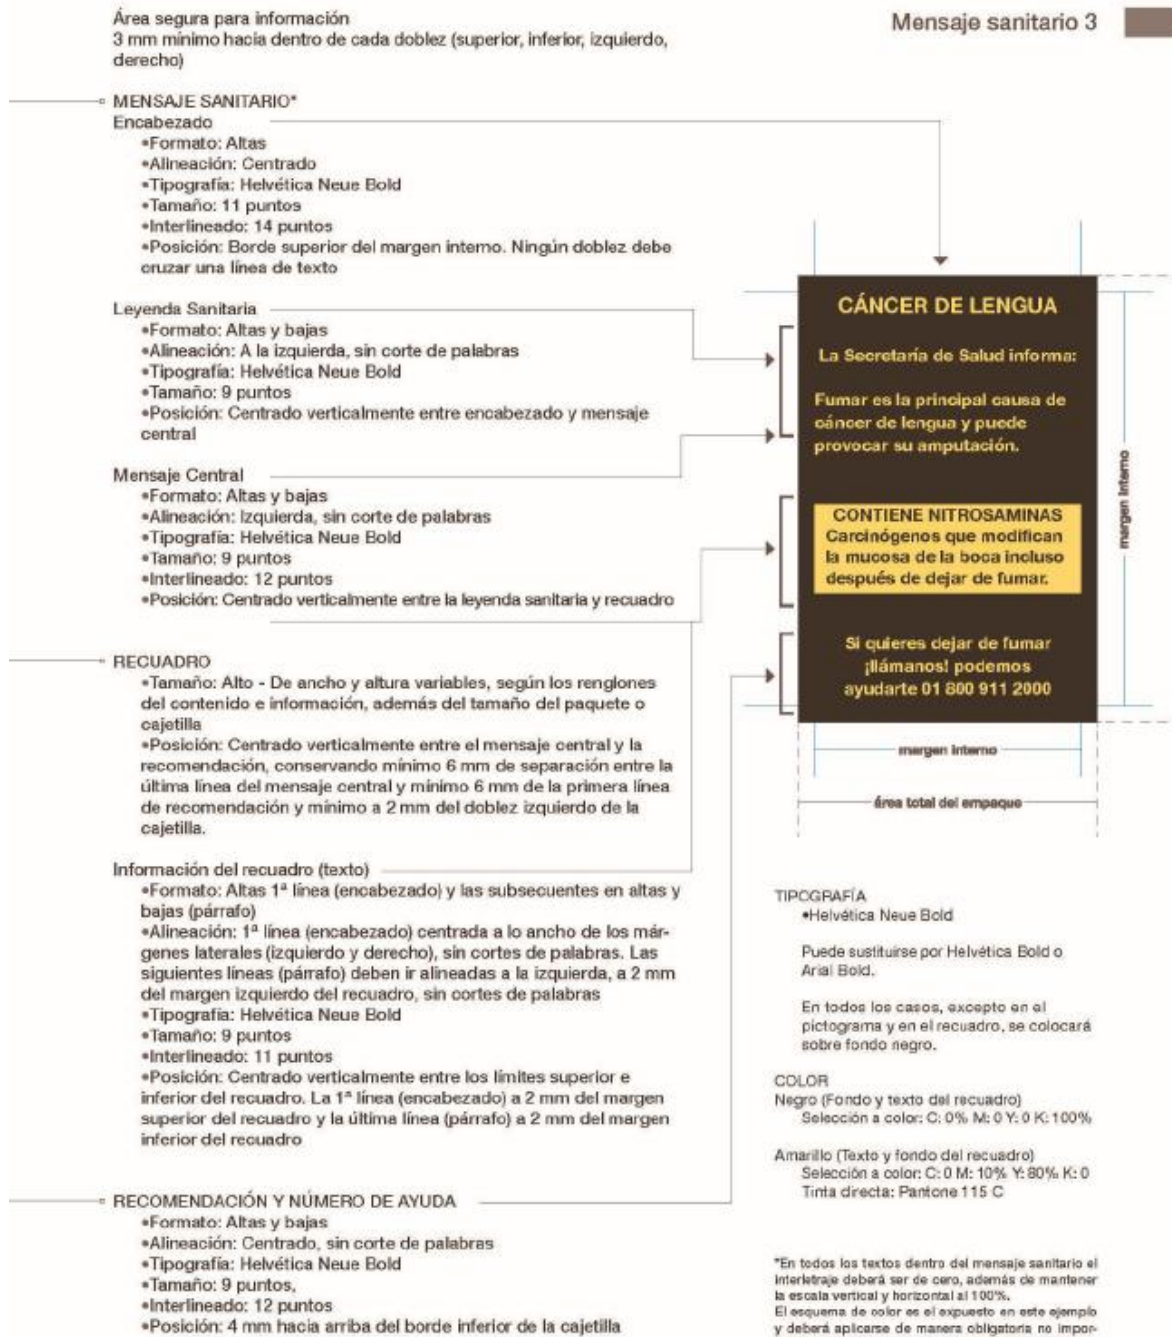 Área segura para información
3 mm mínimo hacia dentro de cada doblez (superior, inferior, izquierdo,
derecho)
MENSAJE SANITARIO*
Encabezado
•Formato: Altas
•Alineación: Centrado
•Tipografía: Helvética Neue Bold
•Tamaño: 11 puntos
•Interlineado: 14 puntos
•Posición: Borde superior del margen interno. Ningún doblez debe
cruzar una línea de texto
Leyenda Sanitaria
•Formato: Altas y bajas
•Alineación: A la izquierda, sin corte de palabras
•Tipografía: Helvética Neue Bold
•Tamaño: 9 puntos
•Posición: Centrado verticalmente entre encabezado y mensaje
central
Mensaje Central
•Formato: Altas y bajas
•Alineación: Izquierda, sin corte de palabras
•Tipografía: Helvética Neue Bold
•Tamaño: 9 puntos
•Interlineado: 12 puntos
•Posición: Centrado verticalmente entre la leyenda sanitaria y recuadro
RECUADRO
•Tamaño: Alto - De ancho y altura variables, según los renglones
del contenido e información, además del tamaño del paquete o
cajetilla
•Posición: Centrado verticalmente entre el mensaje central y la
recomendación, conservando mínimo 6 mm de separación entre la
última línea del mensaje central y mínimo 6 mm de la primera línea
de recomendación y mínimo a 2 mm del doblez izquierdo de la
cajetilla.
Información del recuadro (texto)
•Formato: Altas 1ª línea (encabezado) y las subsecuentes en altas y
bajas (párrafo)
•Alineación: 1ª línea (encabezado) centrada a lo ancho de los már-
genes laterales (izquierdo y derecho), sin cortes de palabras. Las
siguientes líneas (párrafo) deben ir alineadas a la izquierda, a 2 mm
del margen izquierdo del recuadro, sin cortes de palabras
•Tipografía: Helvética Neue Bold
•Tamaño: 9 puntos
•Interlineado: 11 puntos
•Posición: Centrado verticalmente entre los límites superior e
inferior del recuadro. La 1ª línea (encabezado) a 2 mm del margen
superior del recuadro y la última línea (párrafo) a 2 mm del margen
inferior del recuadro
RECOMENDACIÓN Y NÚMERO DE AYUDA
•Formato: Altas y bajas
•Alineación: Centrado, sin corte de palabras
•Tipografía: Helvética Neue Bold
•Tamaño: 9 puntos,
•Interlineado: 12 puntos
•Posición: 4 mm hacia arriba del borde inferior de la cajetilla
Mensaje sanitario 3
CÁNCER DE LENGUA
La Secretaría de Salud informa:
Fumar es la principal causa de
cáncer de lengua y puede
provocar su amputación.
CONTIENE NITROSAMINAS
Carcinógenos que modifican
la mucosa de la boca incluso
después de dejar de fumar.
Si quieres dejar de fumar
¡llámanos! podemos
ayudarte 01 800 911 2000
margen interno
margen interno
área total del empaque
TIPOGRAFÍA
•Helvética Neue Bold
Puede sustituirse por Helvética Bold o
Arial Bold.
En todos los casos, excepto en el
pictograma y en el recuadro, se colocará
sobre fondo negro.
COLOR
Negro (Fondo y texto del recuadro)
Selección a color: C: 0% M: 0 Y: 0 K: 100%
Amarillo (Texto y fondo del recuadro)
Selección a color: C: 0 M: 10% Y: 80% K: 0
Tinta directa: Pantone 115 C
*En todos los textos dentro del mensaje sanitario el
interletraje deberá ser de cero, además de mantener
la escala vertical y horizontal al 100%.
El esquema de color es el expuesto en este ejemplo
y deberá aplicarse de manera obligatoria no impor-